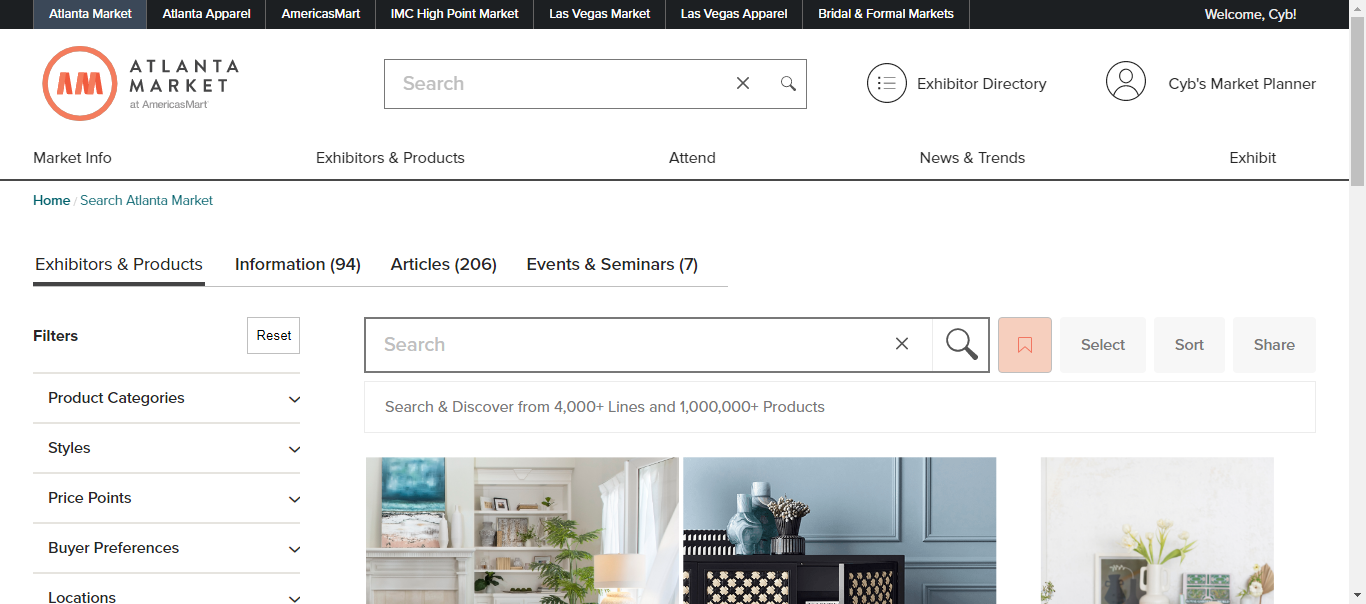 Atlanta Market
Atlanta Apparel
AmericasMart
IMC High Point Market
Las Vegas Market
Las Vegas Apparel
Bridal & Formal Markets
Welcome, Cyb!
AM
ATLANTA
MARKET
at AmericasMart
Search
Exhibitor Directory
Cyb's Market Planner
Market Info
Exhibitors & Products
Attend
News & Trends
Exhibit
Home / Search Atlanta Market
Exhibitors & Products
Information (94)
Articles (206)
Events & Seminars (7)
Filters
Reset
Search
Select
Sort
Share
Search & Discover from 4,000+ Lines and 1,000,000+ Products
Product Categories
Styles
Price Points
Buyer Preferences
Locations